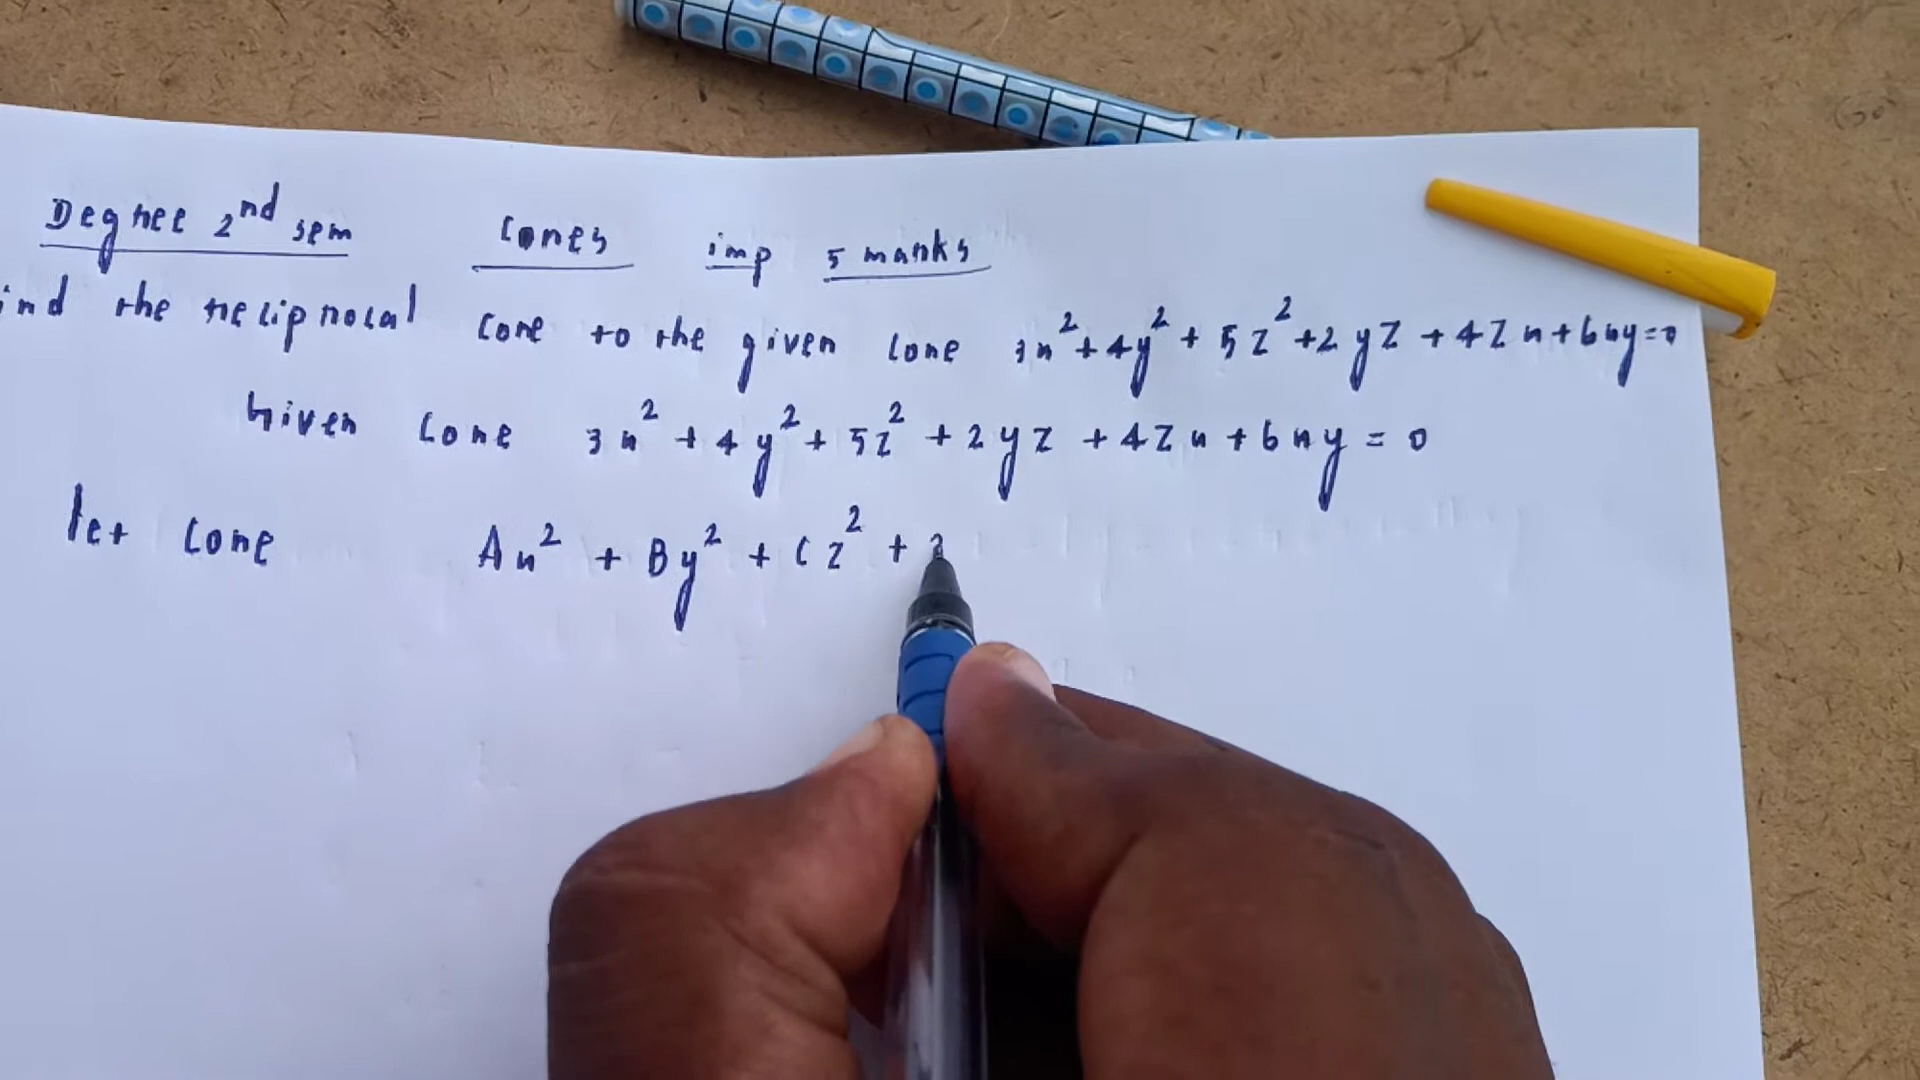 Degree 2nd sem cones imp 5 marks
ind the reciprocal cone to the given cone 3x²+4y²+5z²+2yz+4zx+6xy=0
Given cone 3x²+4y²+5z²+2yz+4zx+6xy=0
let cone Ax²+By²+Cz²+2